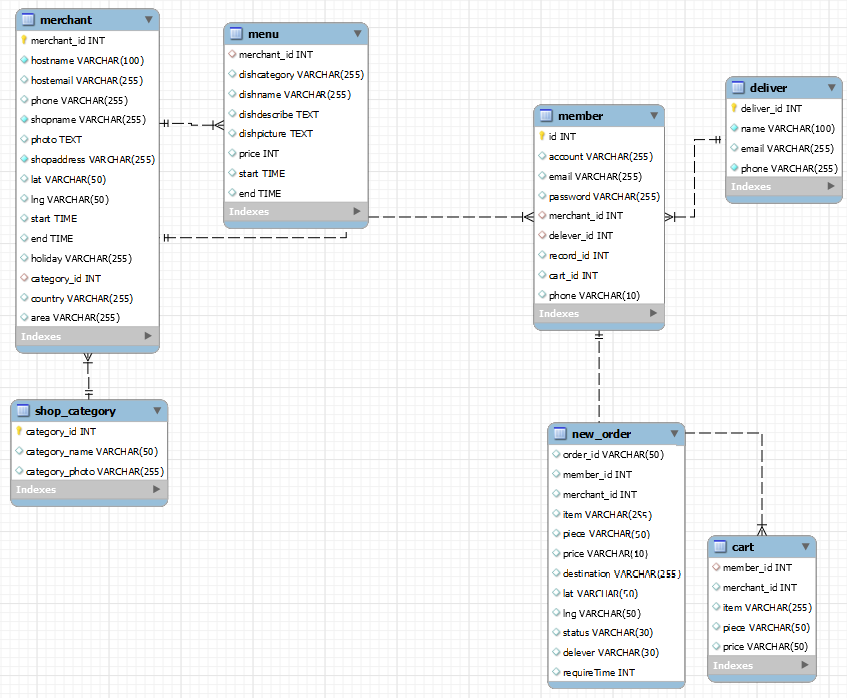 merchant
merchant_id INT
hostname VARCHAR(100)
hostemail VARCHAR(255)
phone VARCHAR(255)
shopname VARCHAR(255)
photo TEXT
shopaddress VARCHAR(255)
lat VARCHAR(50)
lng VARCHAR(50)
start TIME
end TIME
holiday VARCHAR(255)
category_id INT
country VARCHAR(255)
area VARCHAR(255)
Indexes
menu
merchant_id INT
dishcategory VARCHAR(255)
dishname VARCHAR(255)
dishdescribe TEXT
dishpicture TEXT
price INT
start TIME
end TIME
Indexes
member
id INT
account VARCHAR(255)
email VARCHAR(255)
password VARCHAR(255)
merchant_id INT
delever_id INT
record_id INT
cart_id INT
phone VARCHAR(10)
Indexes
deliver
deliver_id INT
name VARCHAR(100)
email VARCHAR(255)
phone VARCHAR(255)
Indexes
shop_category
category_id INT
category_name VARCHAR(50)
category_photo VARCHAR(255)
Indexes
new_order
order_id VARCHAR(50)
member_id INT
merchant_id INT
item VARCHAR(255)
piece VARCHAR(50)
price VARCHAR(10)
destination VARCHAR(255)
lat VARCHAR(50)
lng VARCHAR(50)
status VARCHAR(30)
delever VARCHAR(30)
requireTime INT
cart
member_id INT
merchant_id INT
item VARCHAR(255)
piece VARCHAR(50)
price VARCHAR(50)
Indexes